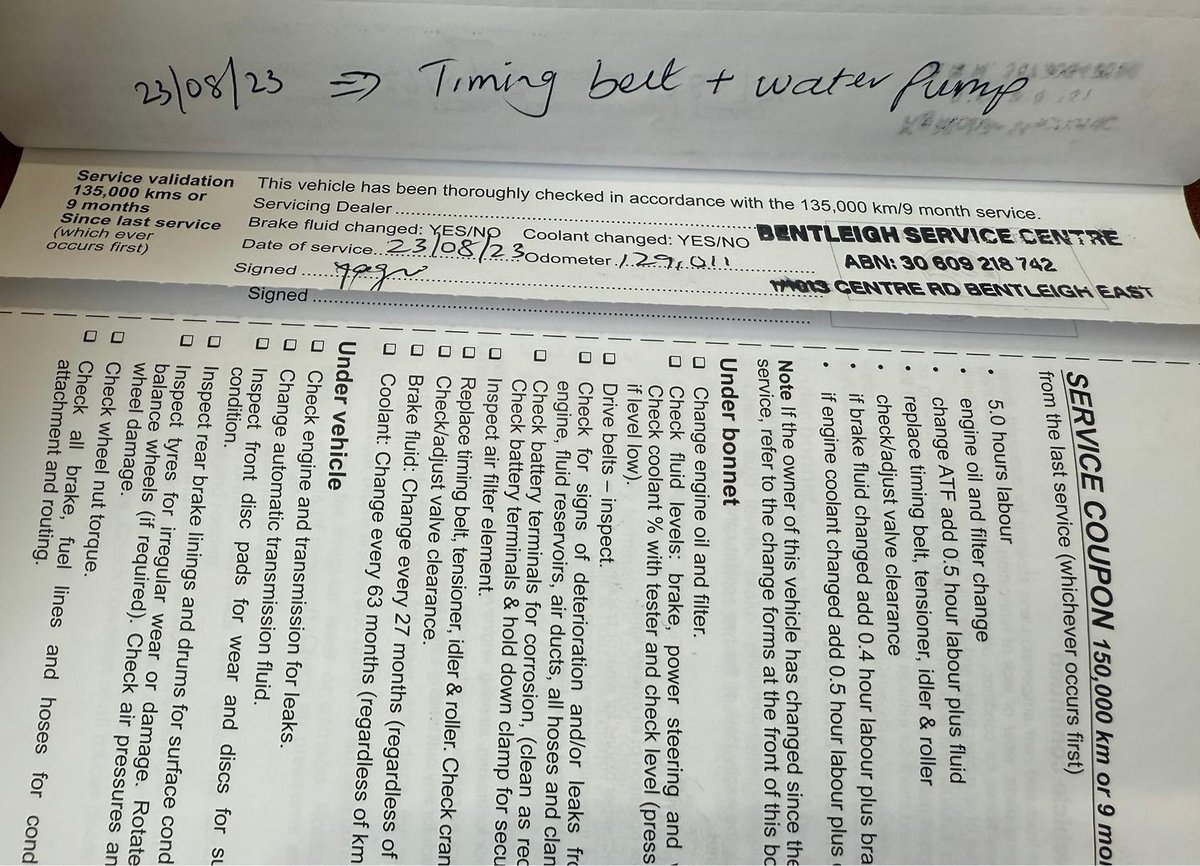 23/08/23 ⇒ Timing belt + water Pump
Service validation
135,000 kms or
9 months
Since last service
(which ever
occurs first)
This vehicle has been thoroughly checked in accordance with the 135,000 km/9 month service.
Servicing Dealer
Brake fluid changed: YES/NO Coolant changed: YES/NO
Date of service 23/08/23 Odometer 129,011
Signed
BENTLEIGH SERVICE CENTRE
ABN: 30 609 218 742
CENTRE RD BENTLEIGH EAST
Signed
SERVICE COUPON 150,000 km or 9 mo
from the last service (whichever occurs first)
• 5.0 hours labour
• engine oil and filter change
• change ATF add 0.5 hour labour plus fluid
• replace timing belt, tensioner, idler & roller
• check/adjust valve clearance
• if brake fluid changed add 0.4 hour labour plus bra
• if engine coolant changed add 0.5 hour labour plus
Note If the owner of this vehicle has changed since the
service, refer to the change forms at the front of this bo
Under bonnet
☐ Change engine oil and filter.
☐ Check fluid levels: brake, power steering and
Check coolant % with tester and check level (press
if level low).
☐ Drive belts – inspect.
☐ Check for signs of deterioration and/or leaks fro
engine, fluid reservoirs, air ducts, all hoses and clan
☐ Check battery terminals for corrosion, (clean as rec
Check battery terminals & hold down clamp for secu
☐ Inspect air filter element.
☐ Replace timing belt, tensioner, idler & roller. Check cran
☐ Check/adjust valve clearance.
☐ Brake fluid: Change every 27 months (regardless of
☐ Coolant: Change every 63 months (regardless of km
Under vehicle
☐ Check engine and transmission for leaks.
☐ Change automatic transmission fluid.
☐ Inspect front disc pads for wear and discs for su
condition.
☐ Inspect rear brake linings and drums for surface cond
☐ Inspect tyres for irregular wear or damage. Rotate
balance wheels (if required). Check air pressures an
wheel damage.
☐ Check wheel nut torque.
☐ Check all brake, fuel lines and hoses for cond
attachment and routing.